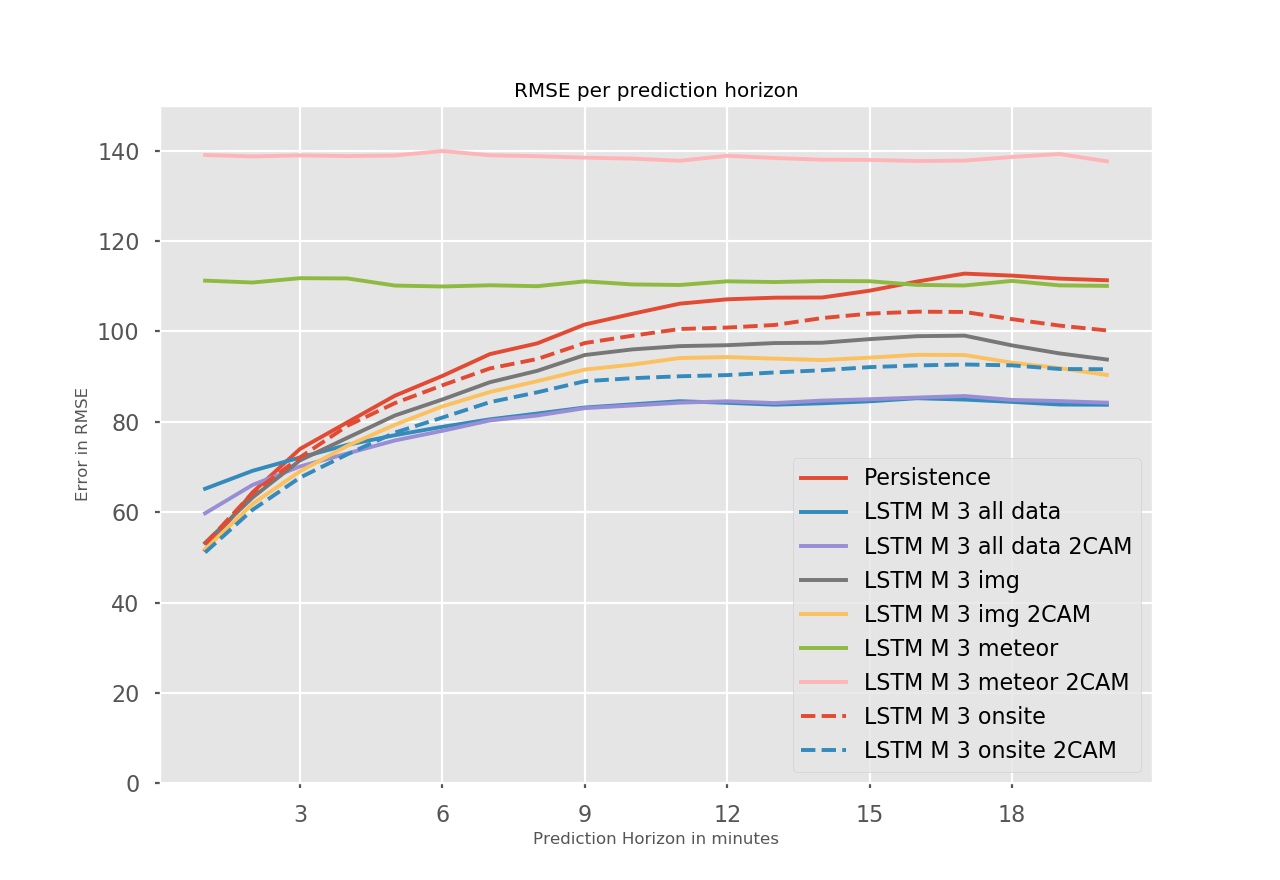 RMSE per prediction horizon
Error in RMSE
140
120
100
80
60
40
20
0
3 6 9 12 15 18
Prediction Horizon in minutes
Persistence
LSTM M 3 all data
LSTM M 3 all data 2CAM
LSTM M 3 img
LSTM M 3 img 2CAM
LSTM M 3 meteor
LSTM M 3 meteor 2CAM
LSTM M 3 onsite
LSTM M 3 onsite 2CAM